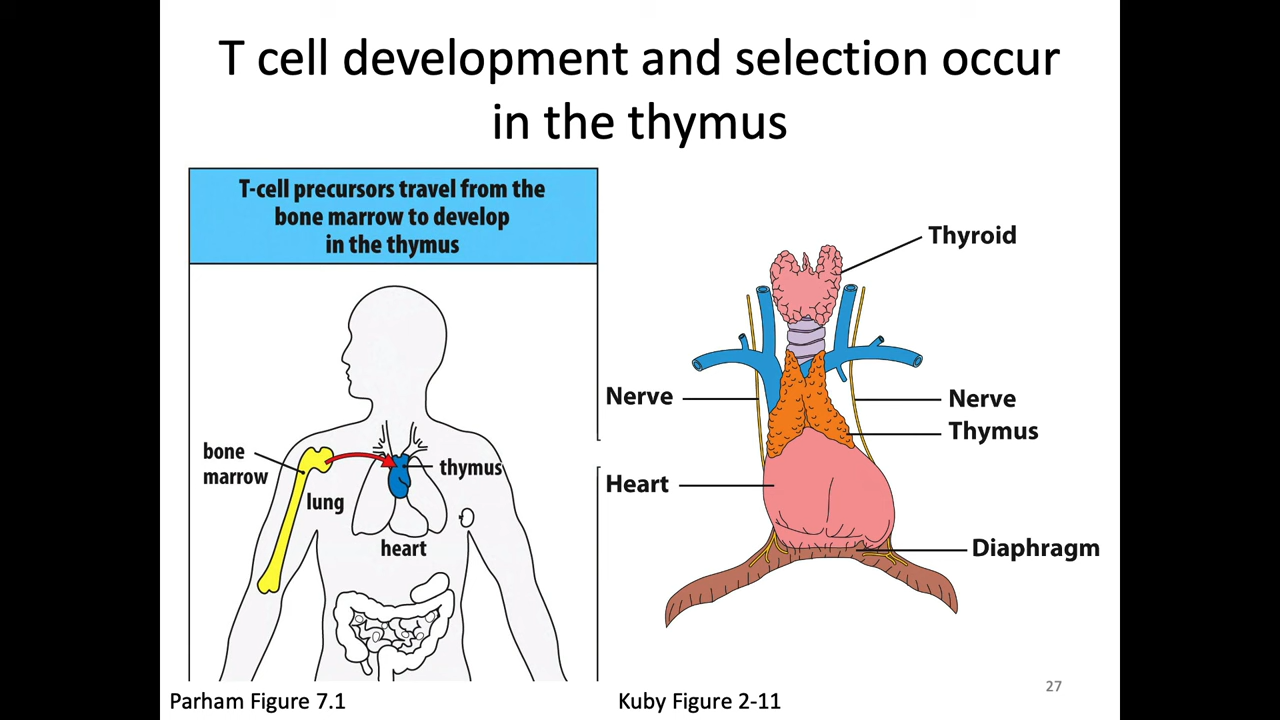 T cell development and selection occur
in the thymus
T-cell precursors travel from the
bone marrow to develop
in the thymus
bone
marrow
thymus
lung
heart
Thyroid
Nerve
Nerve
Thymus
Heart
Diaphragm
Parham Figure 7.1
Kuby Figure 2-11
27